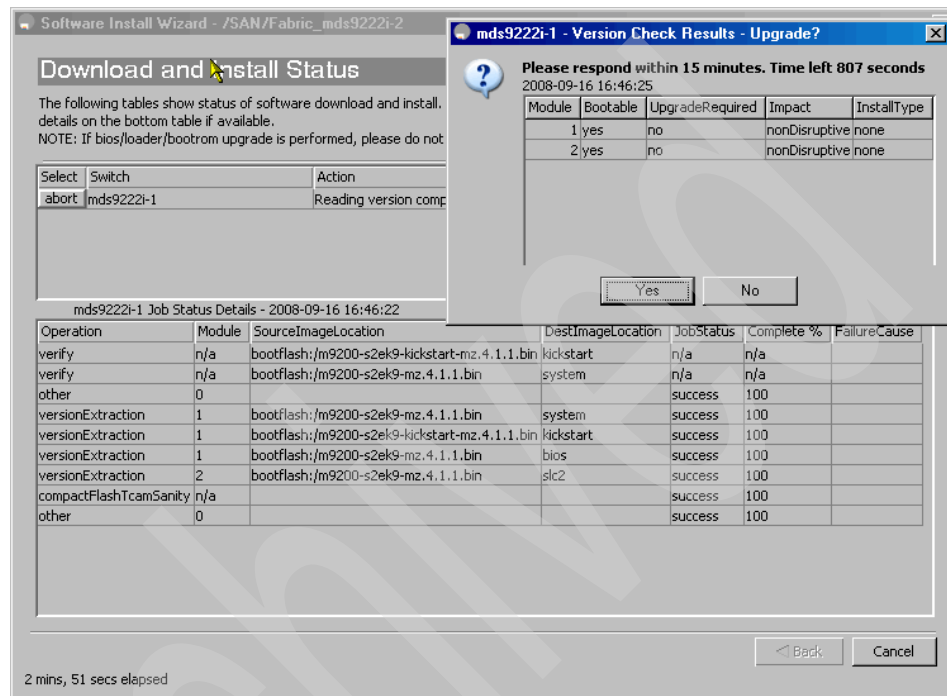 Software Install Wizard - /SAN/Fabric_mds9222i-2
Download and Install Status
The following tables show status of software download and install.
details on the bottom table if available.
NOTE: If bios/loader/bootrom upgrade is performed, please do not
Select Switch Action
abort mds9222i-1 Reading version comp
mds9222i-1 - Version Check Results - Upgrade?
Please respond within 15 minutes. Time left 807 seconds
2008-09-16 16:46:25
Module Bootable UpgradeRequired Impact InstallType
1 yes no nonDisruptive none
2 yes no nonDisruptive none
Yes No
mds9222i-1 Job Status Details - 2008-09-16 16:46:22
Operation Module SourceImageLocation DestImageLocation JobStatus Complete % FailureCause
verify n/a bootflash:/m9200-s2ek9-kickstart-mz.4.1.1.bin kickstart n/a n/a
verify n/a bootflash:/m9200-s2ek9-mz.4.1.1.bin system n/a n/a
other 0 success 100
versionExtraction 1 bootflash:/m9200-s2ek9-mz.4.1.1.bin system success 100
versionExtraction 1 bootflash:/m9200-s2ek9-kickstart-mz.4.1.1.bin kickstart success 100
versionExtraction 1 bootflash:/m9200-s2ek9-mz.4.1.1.bin bios success 100
versionExtraction 2 bootflash:/m9200-s2ek9-mz.4.1.1.bin slc2 success 100
compactFlashTcamSanity n/a success 100
other 0 success 100
< Back Cancel
2 mins, 51 secs elapsed